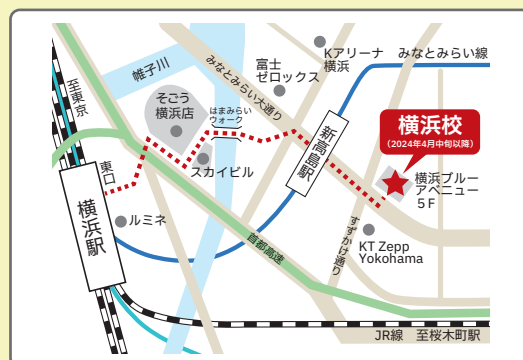 Kアリーナ
横浜
みなとみらい線
帷子川
富士
ゼロックス
みなとみらい大通り
至東京
そごう
横浜店
はまみらい
ウォーク
新高島駅
横浜校
(2024年4月中旬以降)
東口
スカイビル
横浜ブルー
アベニュー
5F
横浜駅
ルミネ
首都高速
すずかけ通り
KT Zepp
Yokohama
JR線 至桜木町駅